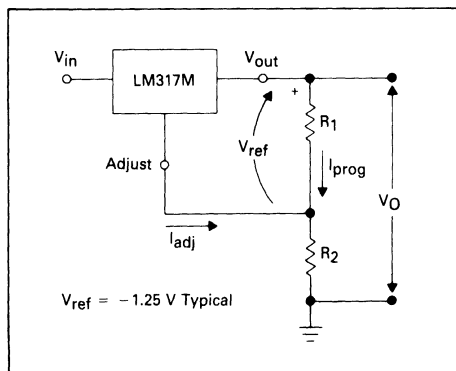 Vin
LM317M
Vout
+
R1
Vref
Iprog
Adjust
VO
Iadj
R2
Vref = −1.25 V Typical